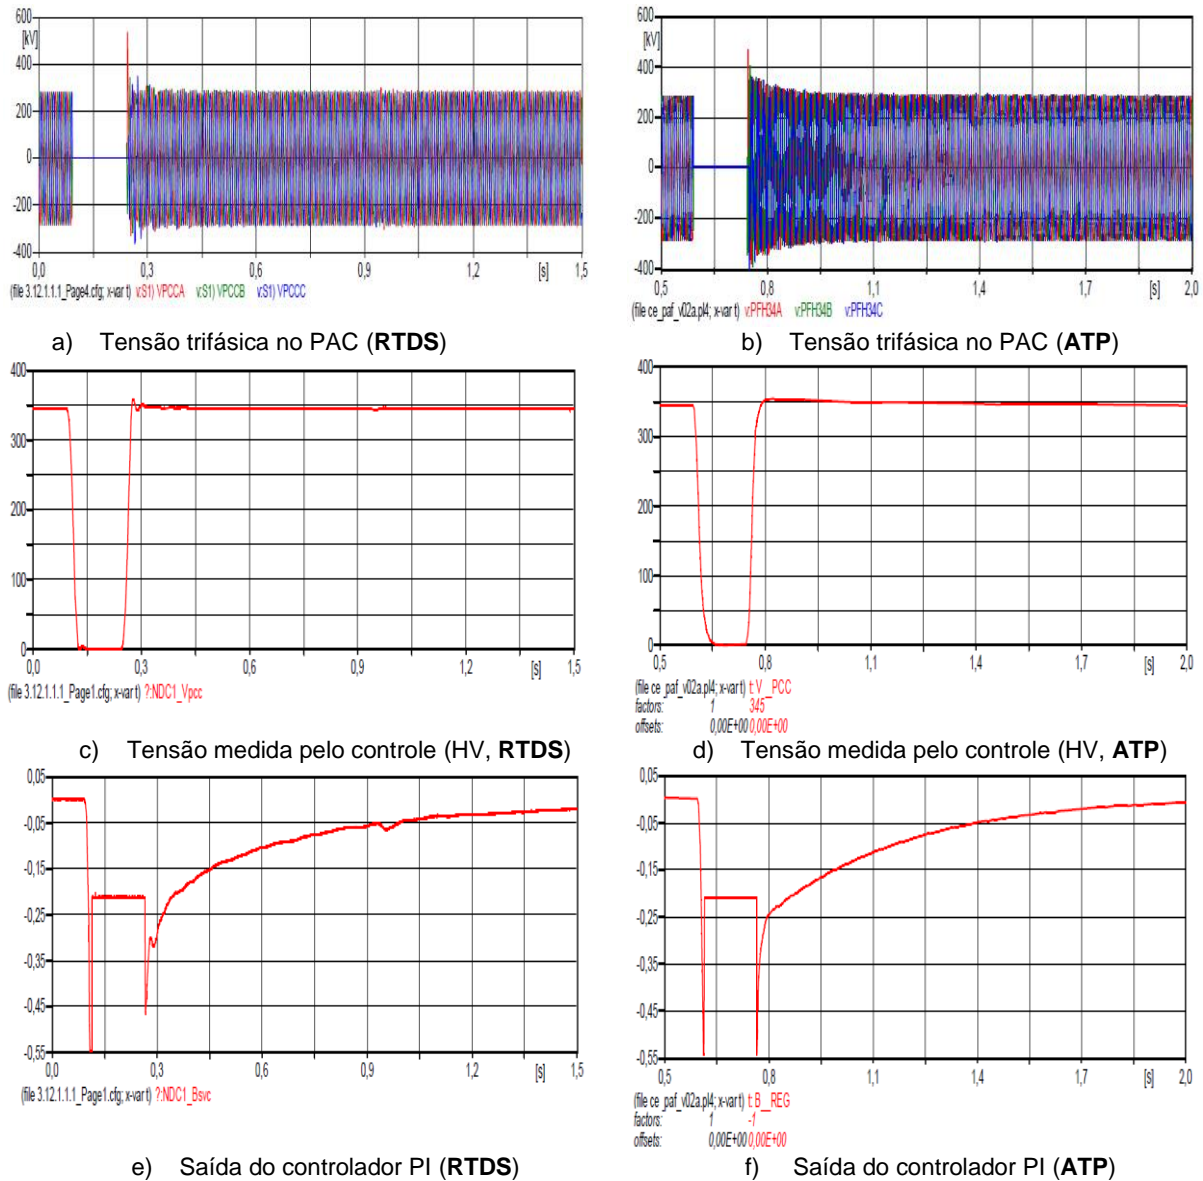 600
[kV]
400
200
0
-200
-400
0,0 0,3 0,6 0,9 1,2 [s] 1,5
(file 3.12.1.1.1_Page4.cfg; x-var t) v:S1) VPCCA v:S1) VPCCB v:S1) VPCCC
a) Tensão trifásica no PAC (RTDS)
600
[kV]
400
200
0
-200
-400
0,5 0,8 1,1 1,4 1,7 [s] 2,0
(file ce_paf_v02a.pl4; x-var t) v:PFH34A v:PFH34B v:PFH34C
b) Tensão trifásica no PAC (ATP)
400
300
200
100
0
0,0 0,3 0,6 0,9 1,2 [s] 1,5
(file 3.12.1.1.1_Page1.cfg; x-var t) ?:NDC1_Vpcc
c) Tensão medida pelo controle (HV, RTDS)
400
300
200
100
0
0,5 0,8 1,1 1,4 1,7 [s] 2,0
(file ce_paf_v02a.pl4; x-var t) t: V__PCC
factors: 1 345
offsets: 0,00E+00 0,00E+00
d) Tensão medida pelo controle (HV, ATP)
0,05
-0,05
-0,15
-0,25
-0,35
-0,45
-0,55
0,0 0,3 0,6 0,9 1,2 [s] 1,5
(file 3.12.1.1.1_Page1.cfg; x-var t) ?:NDC1_Bsvc
e) Saída do controlador PI (RTDS)
0,05
-0,05
-0,15
-0,25
-0,35
-0,45
-0,55
0,5 0,8 1,1 1,4 1,7 [s] 2,0
(file ce_paf_v02a.pl4; x-var t) t: B__REG
factors: 1 -1
offsets: 0,00E+00 0,00E+00
f) Saída do controlador PI (ATP)